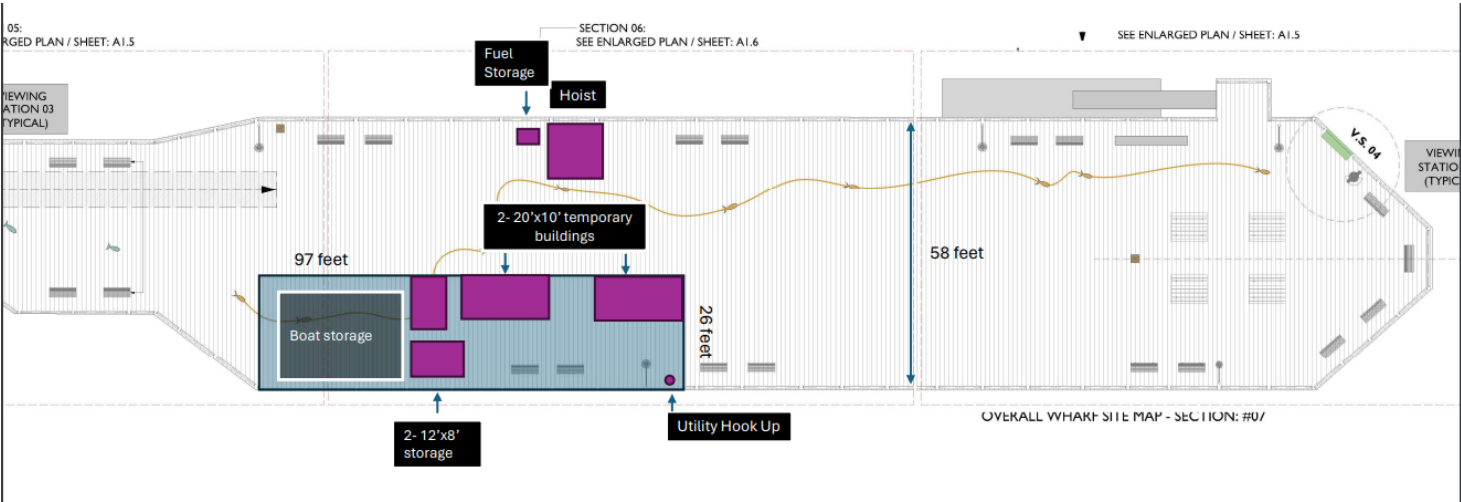 05:
RGED PLAN / SHEET: A1.5
SECTION 06:
SEE ENLARGED PLAN / SHEET: A1.6
SEE ENLARGED PLAN / SHEET: A1.5
Fuel
Storage
Hoist
VIEWING
ATION 03
TYPICAL)
V.S. 04
VIEWI
STATIO
(TYPIC
2- 20'x10' temporary
buildings
97 feet
58 feet
Boat storage
26 feet
2- 12'x8'
storage
Utility Hook Up
OVERALL WHARF SITE MAP - SECTION: #07